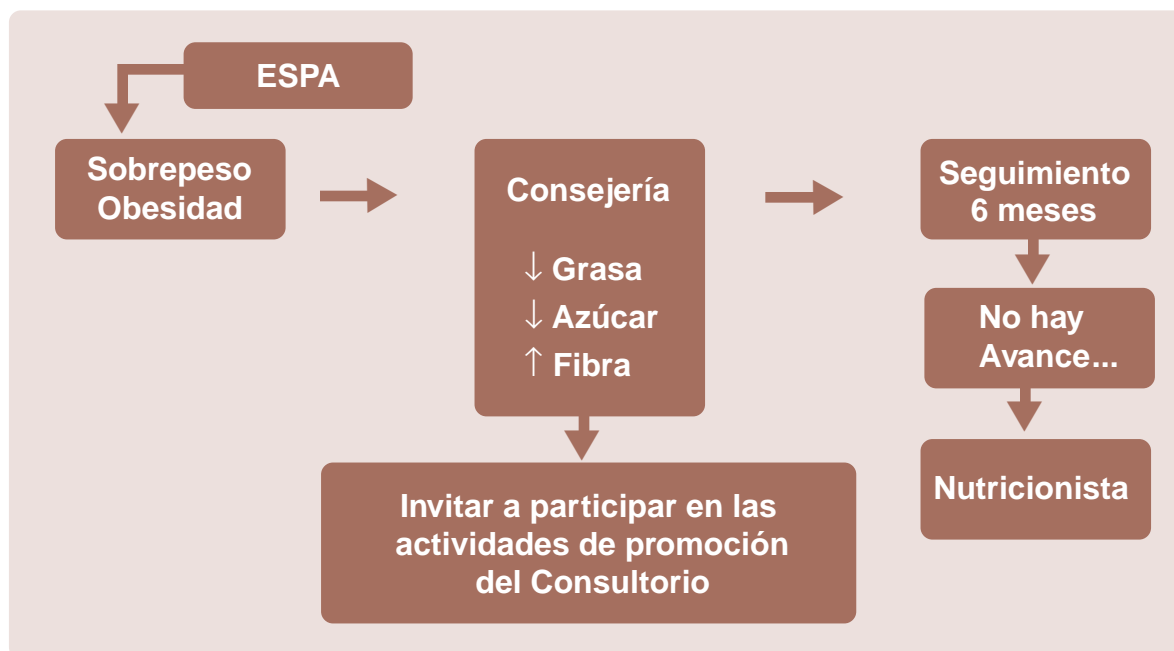 ESPA
Sobrepeso
Obesidad
Consejería
↓ Grasa
↓ Azúcar
↑ Fibra
Invitar a participar en las
actividades de promoción
del Consultorio
Seguimiento
6 meses
No hay
Avance...
Nutricionista